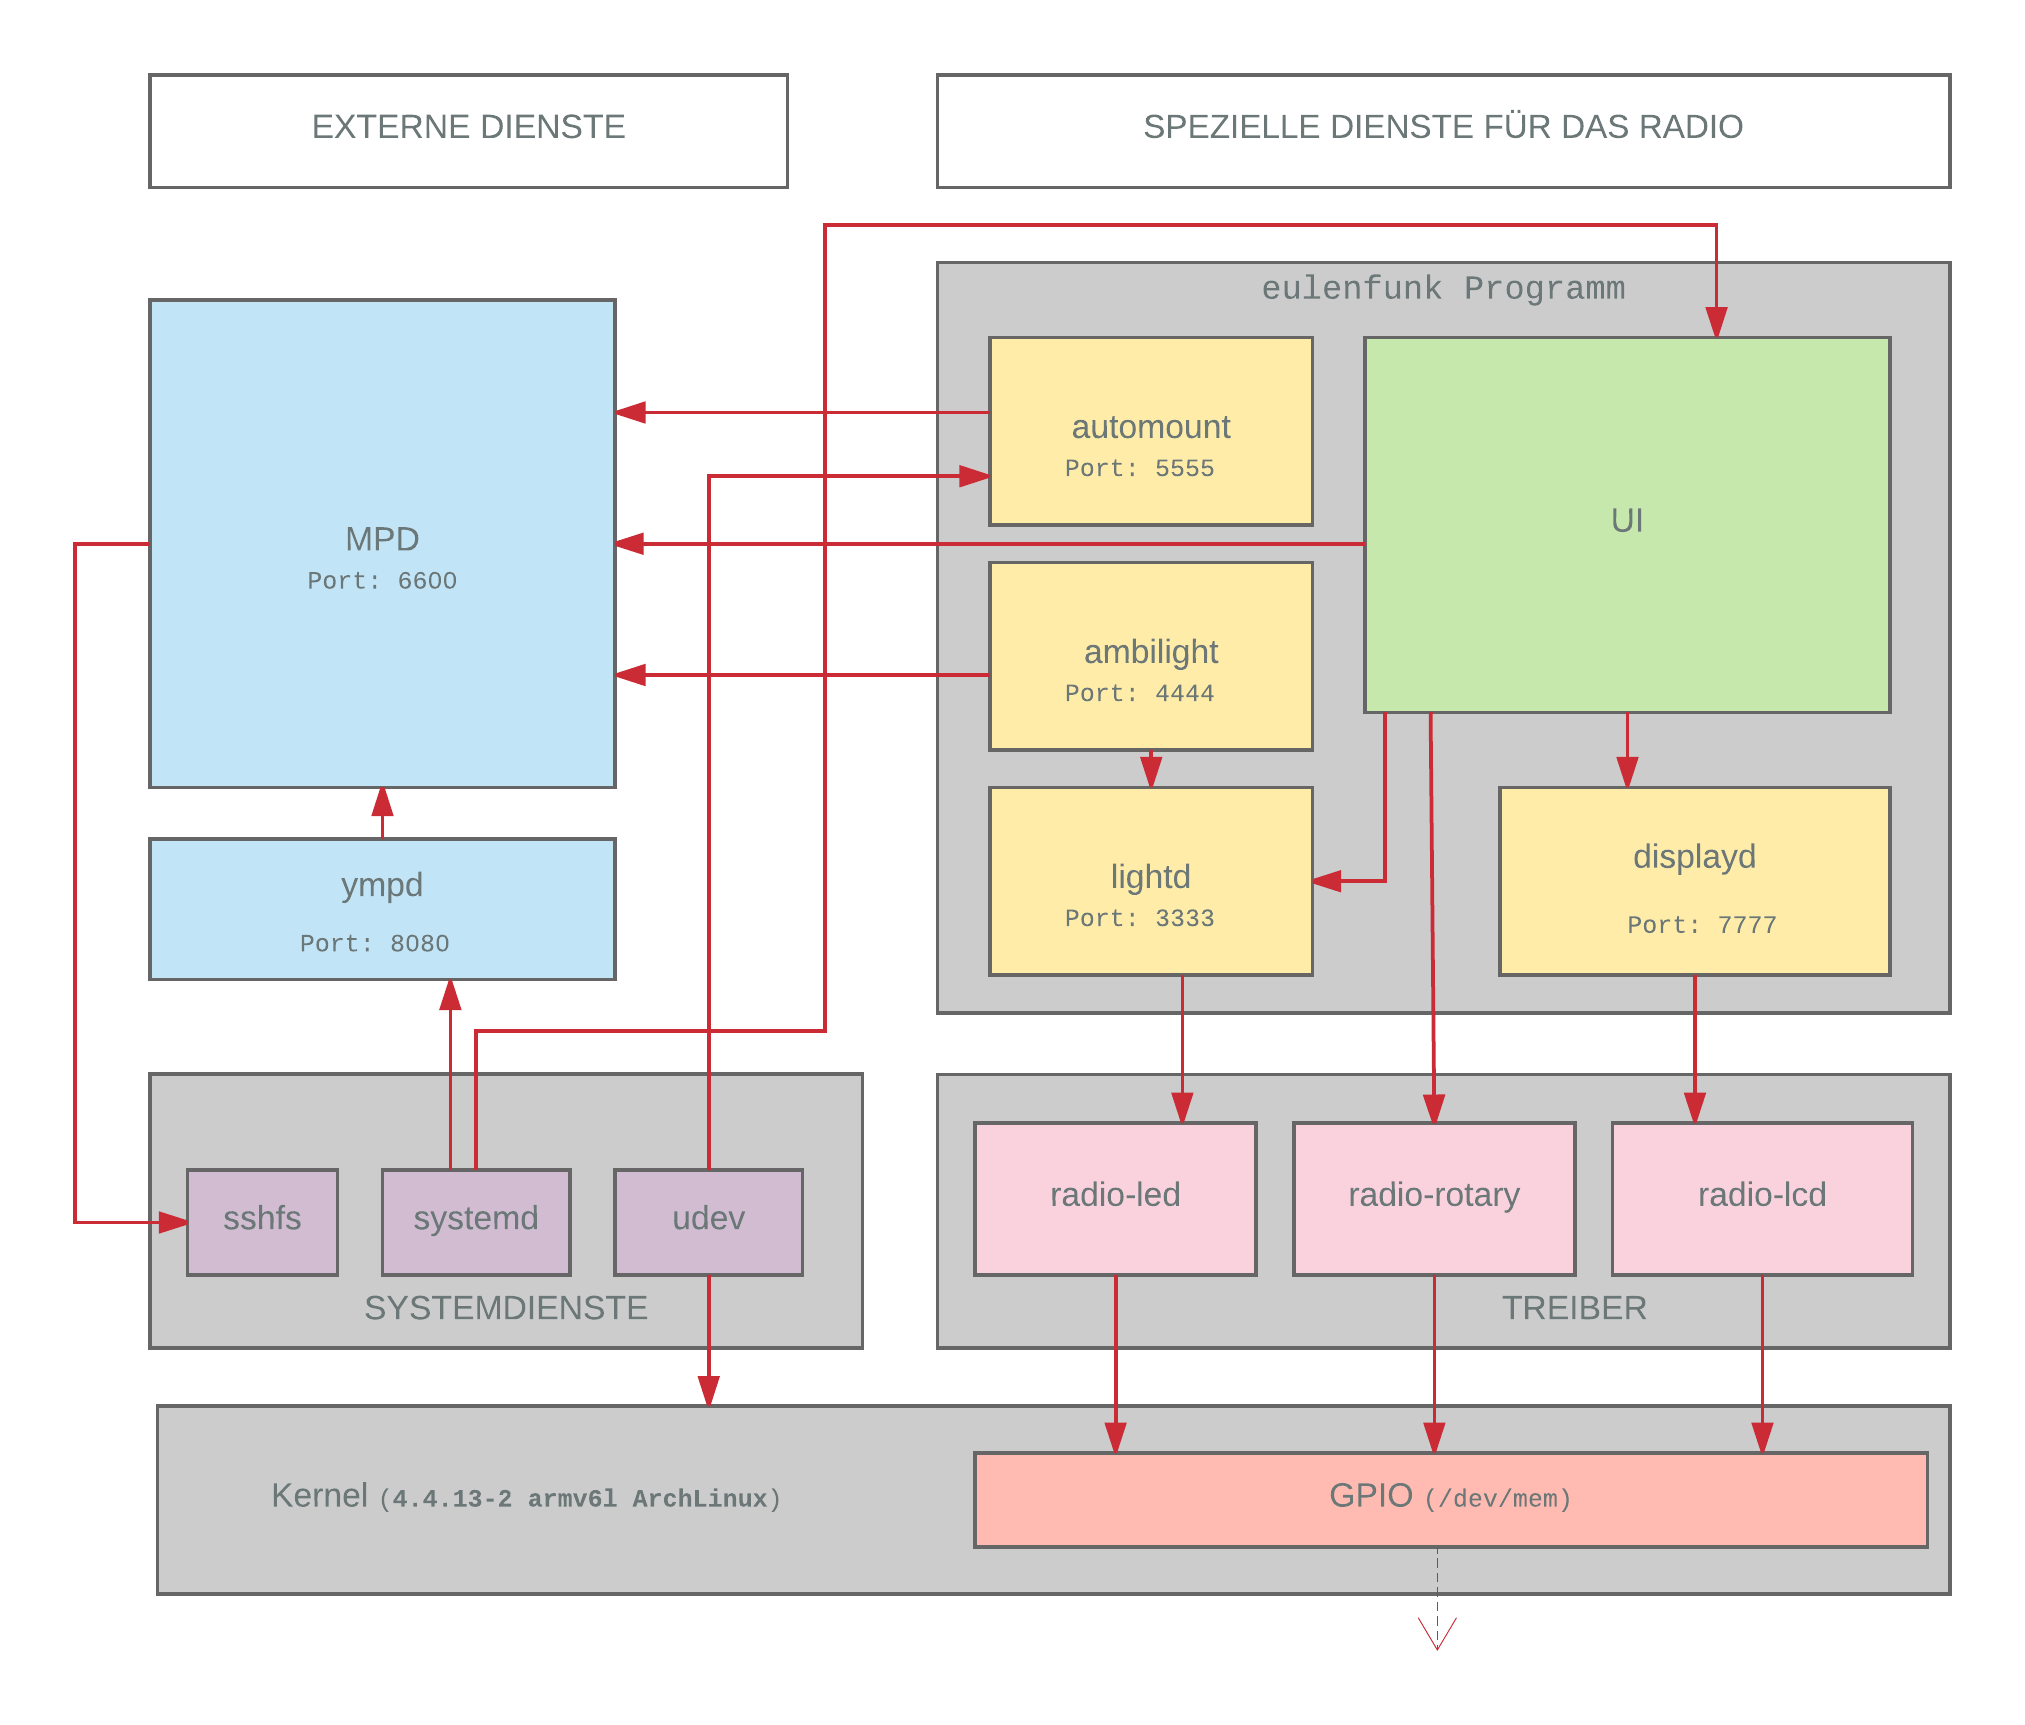 EXTERNE DIENSTE
SPEZIELLE DIENSTE FÜR DAS RADIO
eulenfunk Programm
MPD
Port: 6600
automount
Port: 5555
UI
ambilight
Port: 4444
ympd
Port: 8080
lightd
Port: 3333
displayd
Port: 7777
sshfs
systemd
udev
SYSTEMDIENSTE
radio-led
radio-rotary
radio-lcd
TREIBER
Kernel (4.4.13-2 armv6l ArchLinux)
GPIO (/dev/mem)